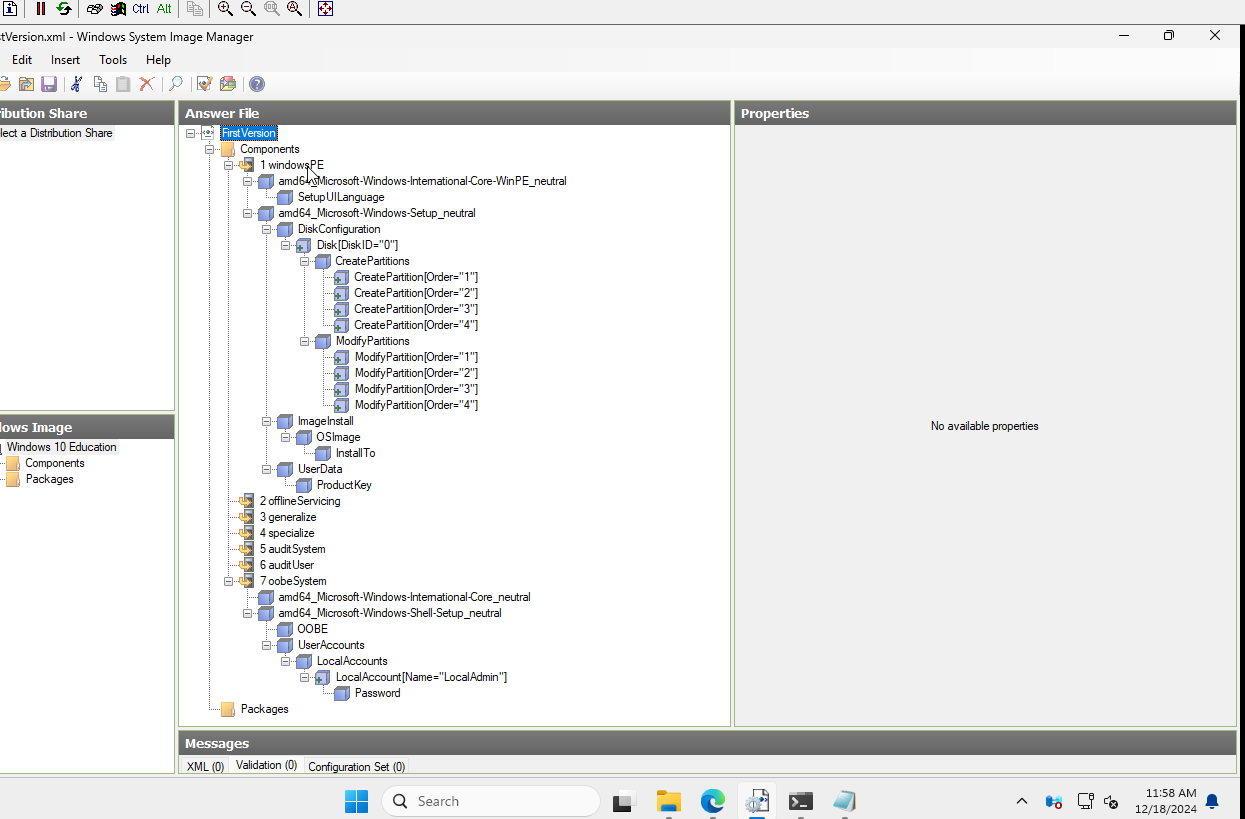 Ctrl Alt
stVersion.xml - Windows System Image Manager
Edit Insert Tools Help
ribution Share
lect a Distribution Share
Answer File
FirstVersion
Components
1 windowsPE
amd64_Microsoft-Windows-International-Core-WinPE_neutral
SetupUILanguage
amd64_Microsoft-Windows-Setup_neutral
DiskConfiguration
Disk[DiskID="0"]
CreatePartitions
CreatePartition[Order="1"]
CreatePartition[Order="2"]
CreatePartition[Order="3"]
CreatePartition[Order="4"]
ModifyPartitions
ModifyPartition[Order="1"]
ModifyPartition[Order="2"]
ModifyPartition[Order="3"]
ModifyPartition[Order="4"]
ImageInstall
OSImage
InstallTo
UserData
ProductKey
2 offlineServicing
3 generalize
4 specialize
5 auditSystem
6 auditUser
7 oobeSystem
amd64_Microsoft-Windows-International-Core_neutral
amd64_Microsoft-Windows-Shell-Setup_neutral
OOBE
UserAccounts
LocalAccounts
LocalAccount[Name="LocalAdmin"]
Password
Packages
Properties
No available properties
dows Image
Windows 10 Education
Components
Packages
Messages
XML (0) Validation (0) Configuration Set (0)
Search
11:58 AM
12/18/2024